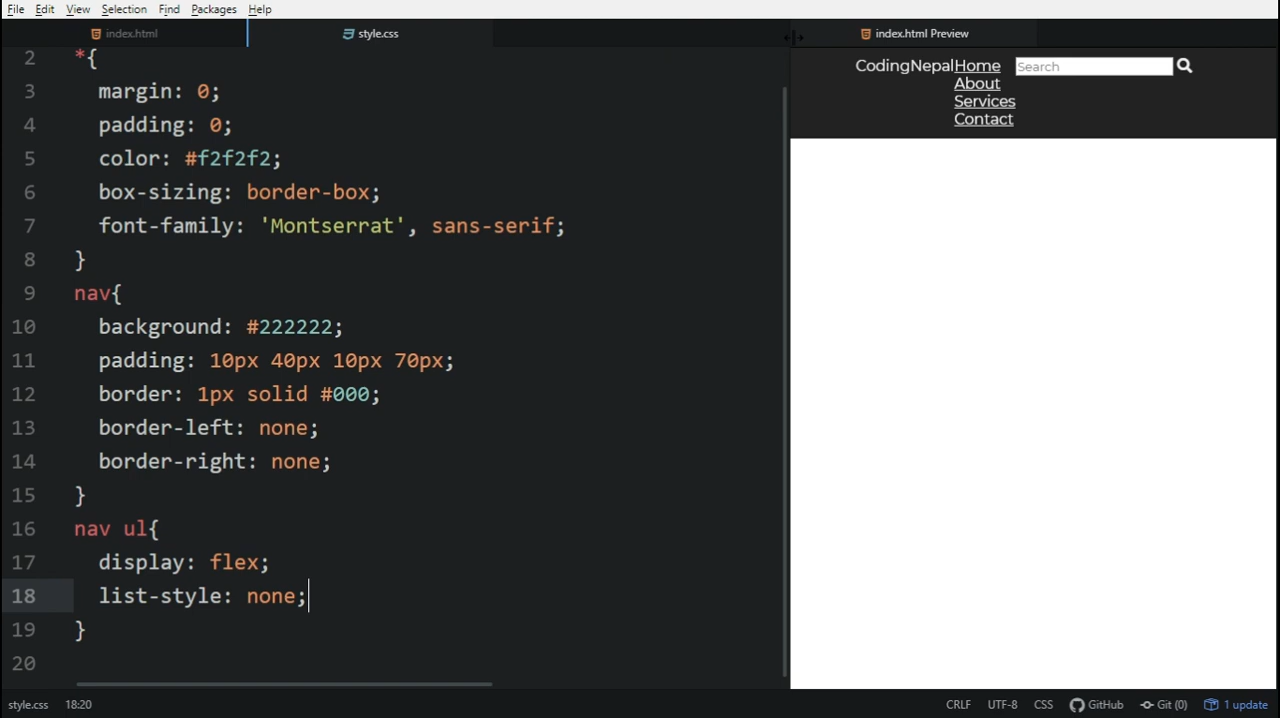 File Edit View Selection Find Packages Help
index.html style.css index.html Preview
2 *{
3 margin: 0;
4 padding: 0;
5 color: #f2f2f2;
6 box-sizing: border-box;
7 font-family: 'Montserrat', sans-serif;
8 }
9 nav{
10 background: #222222;
11 padding: 10px 40px 10px 70px;
12 border: 1px solid #000;
13 border-left: none;
14 border-right: none;
15 }
16 nav ul{
17 display: flex;
18 list-style: none;
19 }
20
CodingNepal Home Search
About
Services
Contact
style.css 18:20 CRLF UTF-8 CSS GitHub Git (0) 1 update